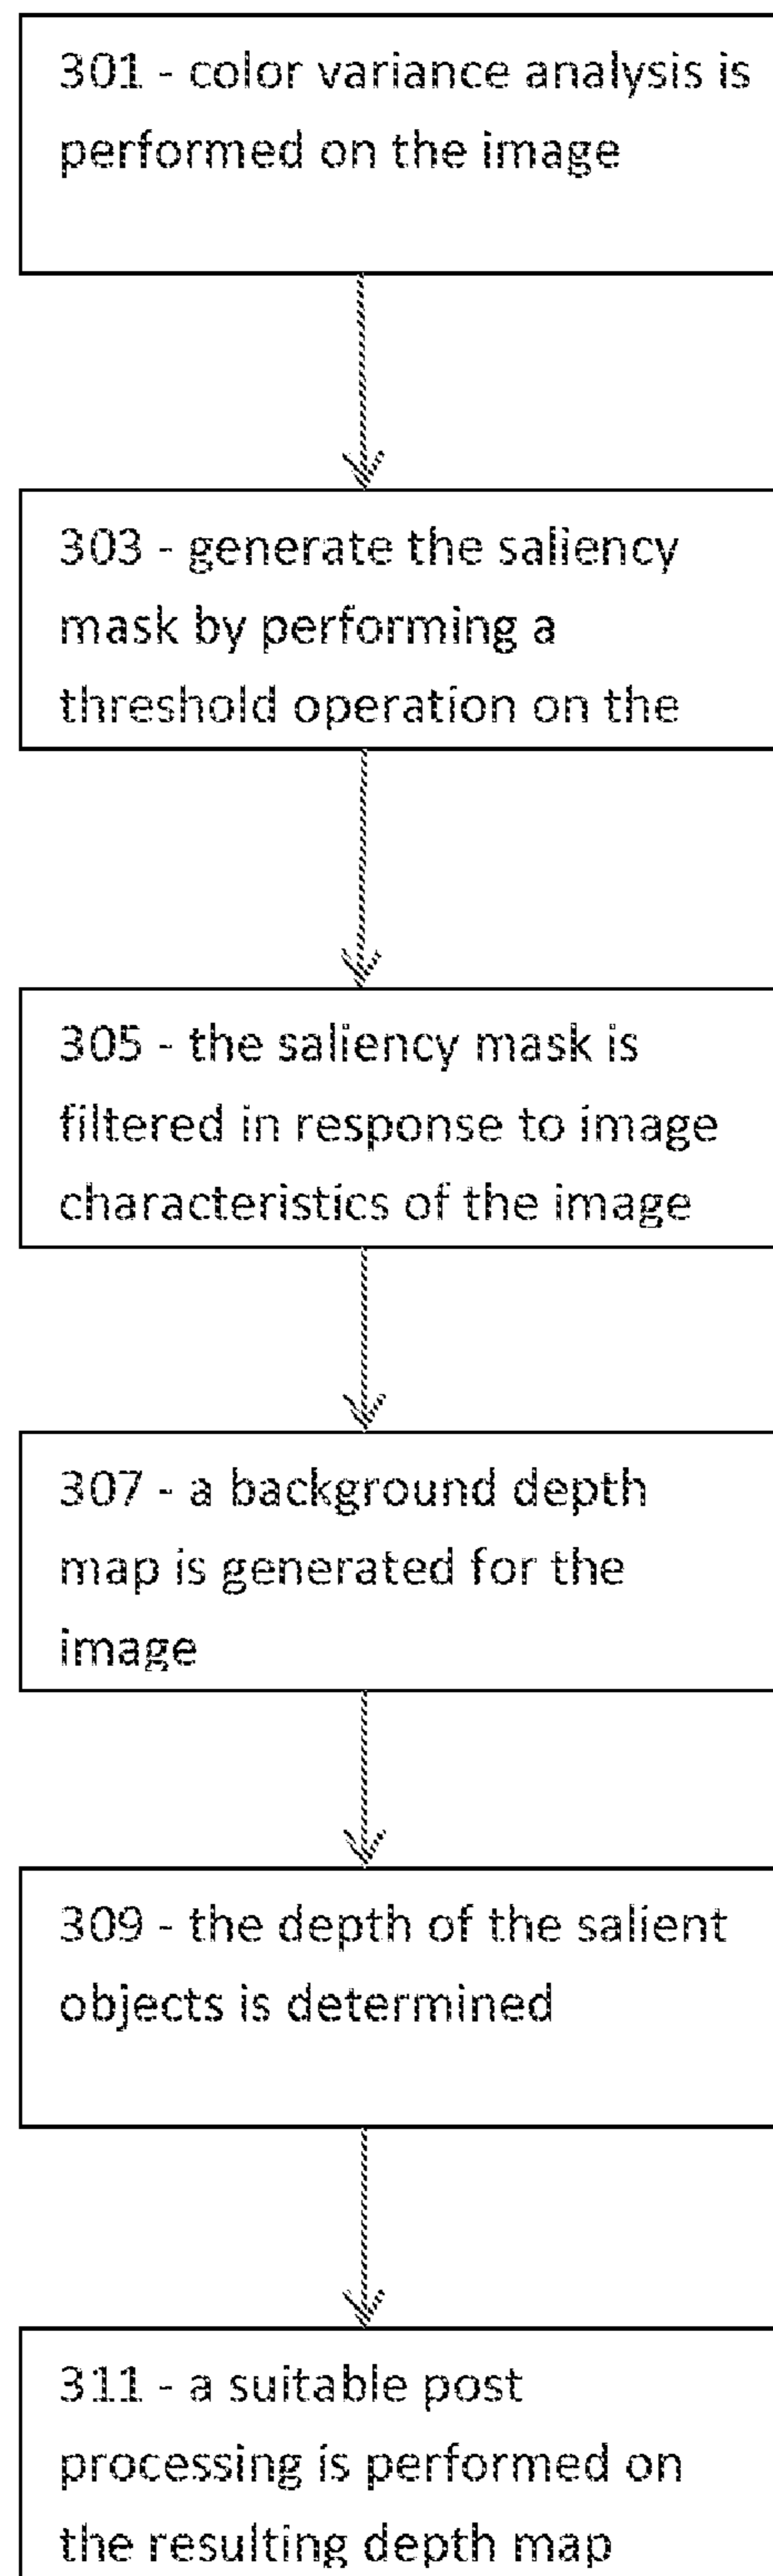 301 - color variance analysis is
performed on the image
303 - generate the saliency
mask by performing a
threshold operation on the
305 - the saliency mask is
filtered in response to image
characteristics of the image
307 - a background depth
map is generated for the
image
309 - the depth of the salient
objects is determined
311 - a suitable post
processing is performed on
the resulting depth map